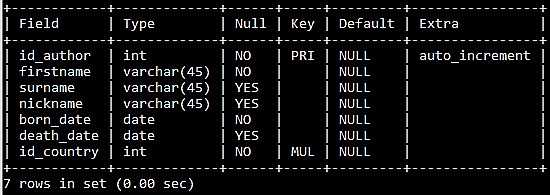 +-------------+-------------+------+-----+---------+----------------+
| Field       | Type        | Null | Key | Default | Extra          |
+-------------+-------------+------+-----+---------+----------------+
| id_author   | int         | NO   | PRI | NULL    | auto_increment |
| firstname   | varchar(45) | NO   |     | NULL    |                |
| surname     | varchar(45) | YES  |     | NULL    |                |
| nickname    | varchar(45) | YES  |     | NULL    |                |
| born_date   | date        | NO   |     | NULL    |                |
| death_date  | date        | YES  |     | NULL    |                |
| id_country  | int         | NO   | MUL | NULL    |                |
+-------------+-------------+------+-----+---------+----------------+
7 rows in set (0.00 sec)